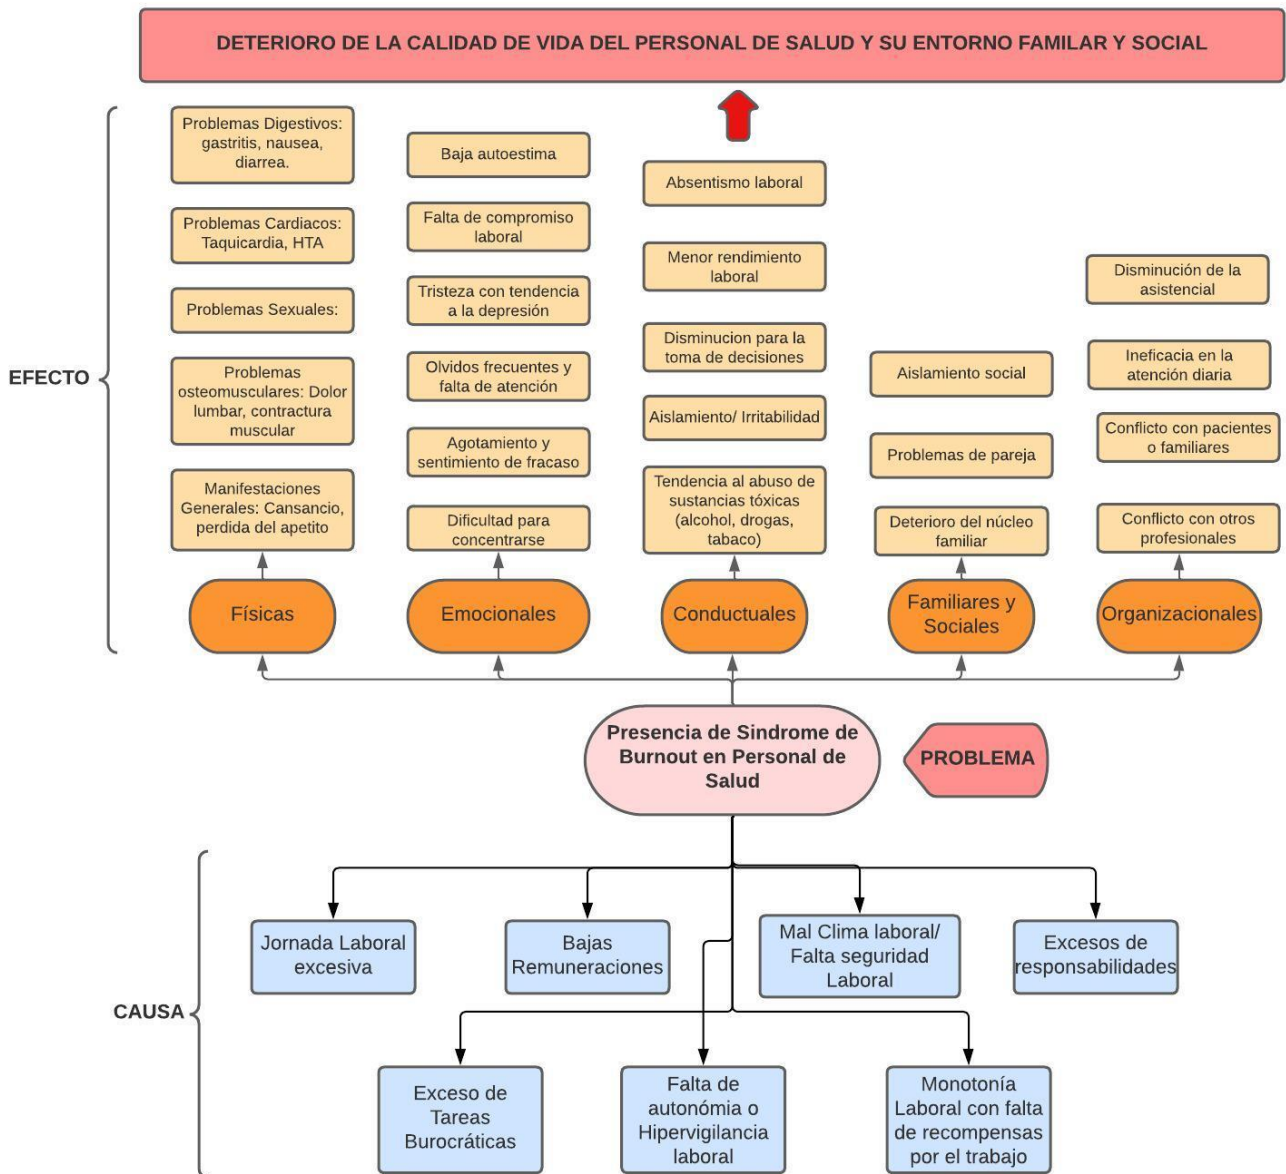 DETERIORO DE LA CALIDAD DE VIDA DEL PERSONAL DE SALUD Y SU ENTORNO FAMILAR Y SOCIAL
EFECTO
Problemas Digestivos:
gastritis, nausea,
diarrea.
Problemas Cardiacos:
Taquicardia, HTA
Problemas Sexuales:
Problemas
osteomusculares: Dolor
lumbar, contractura
muscular
Manifestaciones
Generales: Cansancio,
perdida del apetito
Físicas
Baja autoestima
Falta de compromiso
laboral
Tristeza con tendencia
a la depresión
Olvidos frecuentes y
falta de atención
Agotamiento y
sentimiento de fracaso
Dificultad para
concentrarse
Emocionales
Absentismo laboral
Menor rendimiento
laboral
Disminucion para la
toma de decisiones
Aislamiento/ Irritabilidad
Tendencia al abuso de
sustancias tóxicas
(alcohol, drogas,
tabaco)
Conductuales
Aislamiento social
Problemas de pareja
Deterioro del núcleo
familiar
Familiares y
Sociales
Disminución de la
asistencial
Ineficacia en la
atención diaria
Conflicto con pacientes
o familiares
Conflicto con otros
profesionales
Organizacionales
Presencia de Sindrome de
Burnout en Personal de
Salud
PROBLEMA
CAUSA
Jornada Laboral
excesiva
Bajas
Remuneraciones
Mal Clima laboral/
Falta seguridad
Laboral
Excesos de
responsabilidades
Exceso de
Tareas
Burocráticas
Falta de
autonómia o
Hipervigilancia
laboral
Monotonía
Laboral con falta
de recompensas
por el trabajo